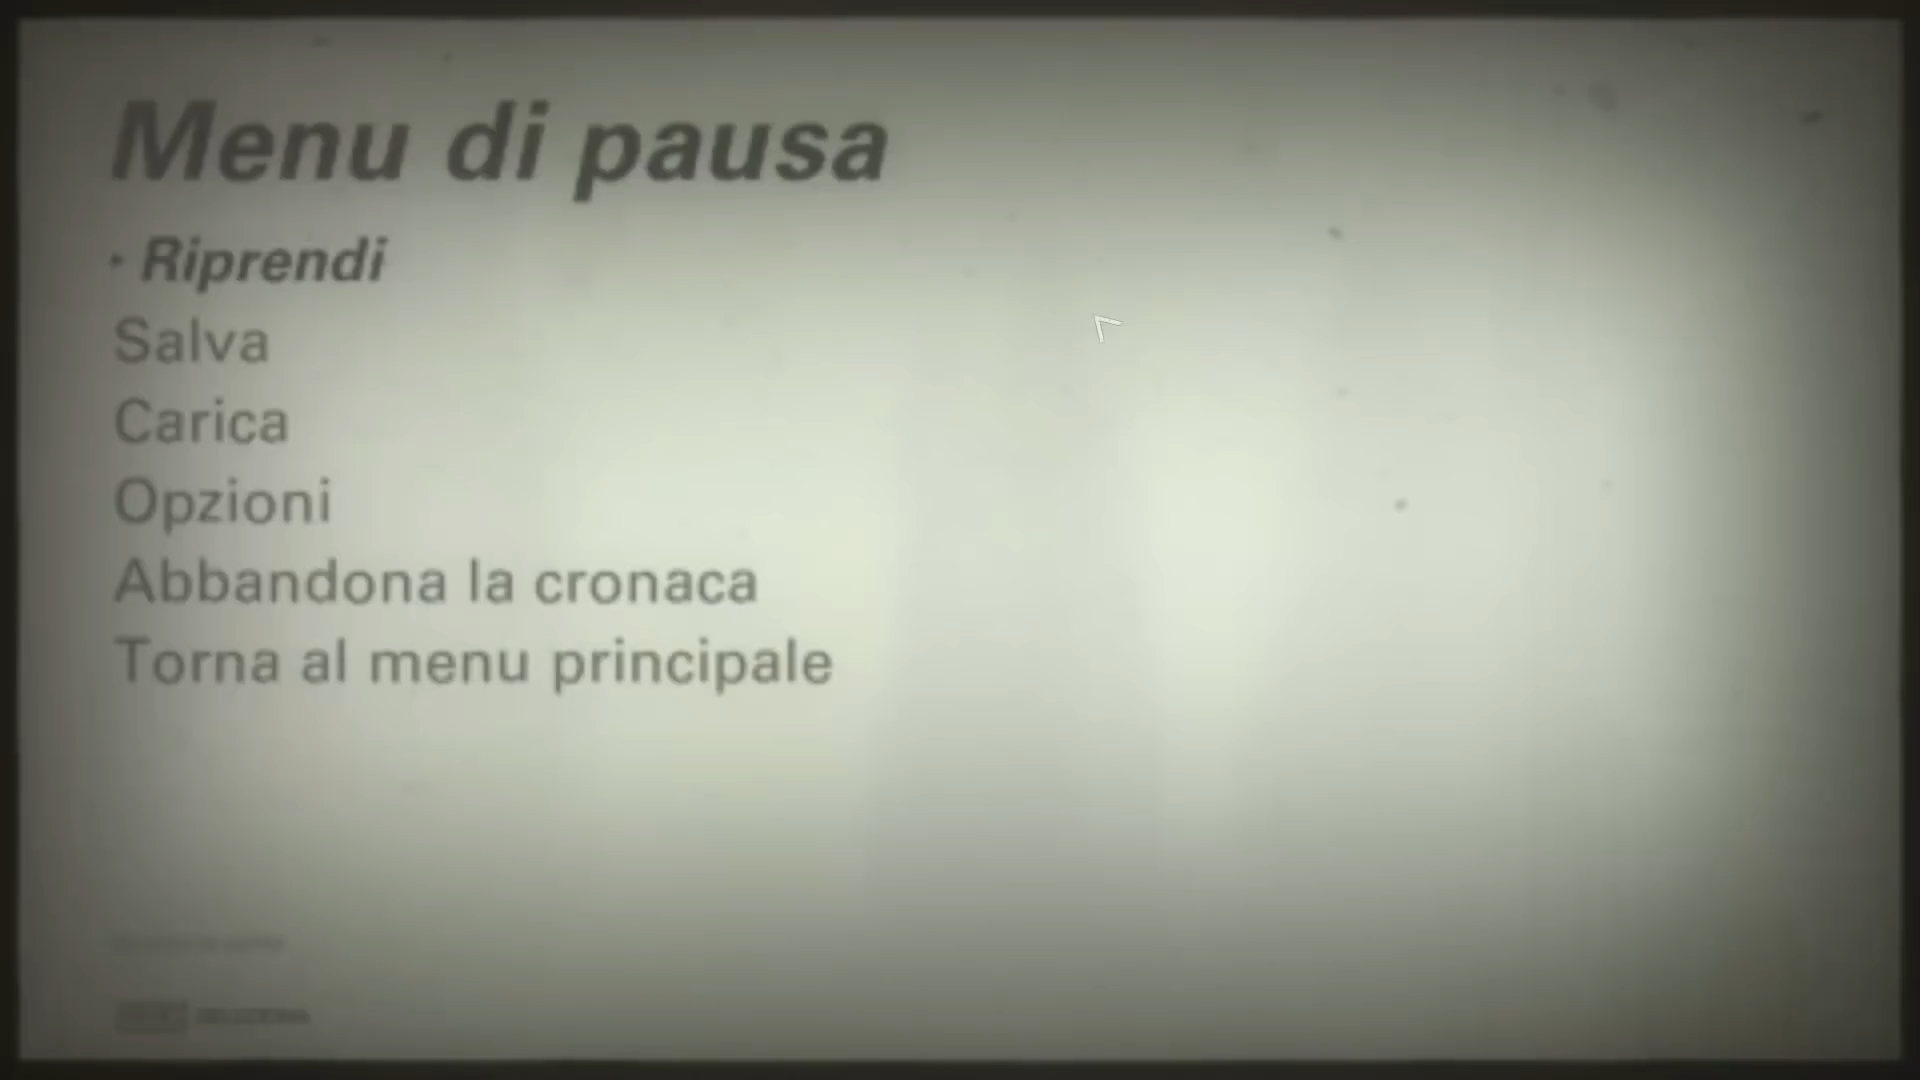 Menu di pausa
Riprendi
Salva
Carica
Opzioni
Abbandona la cronaca
Torna al menu principale